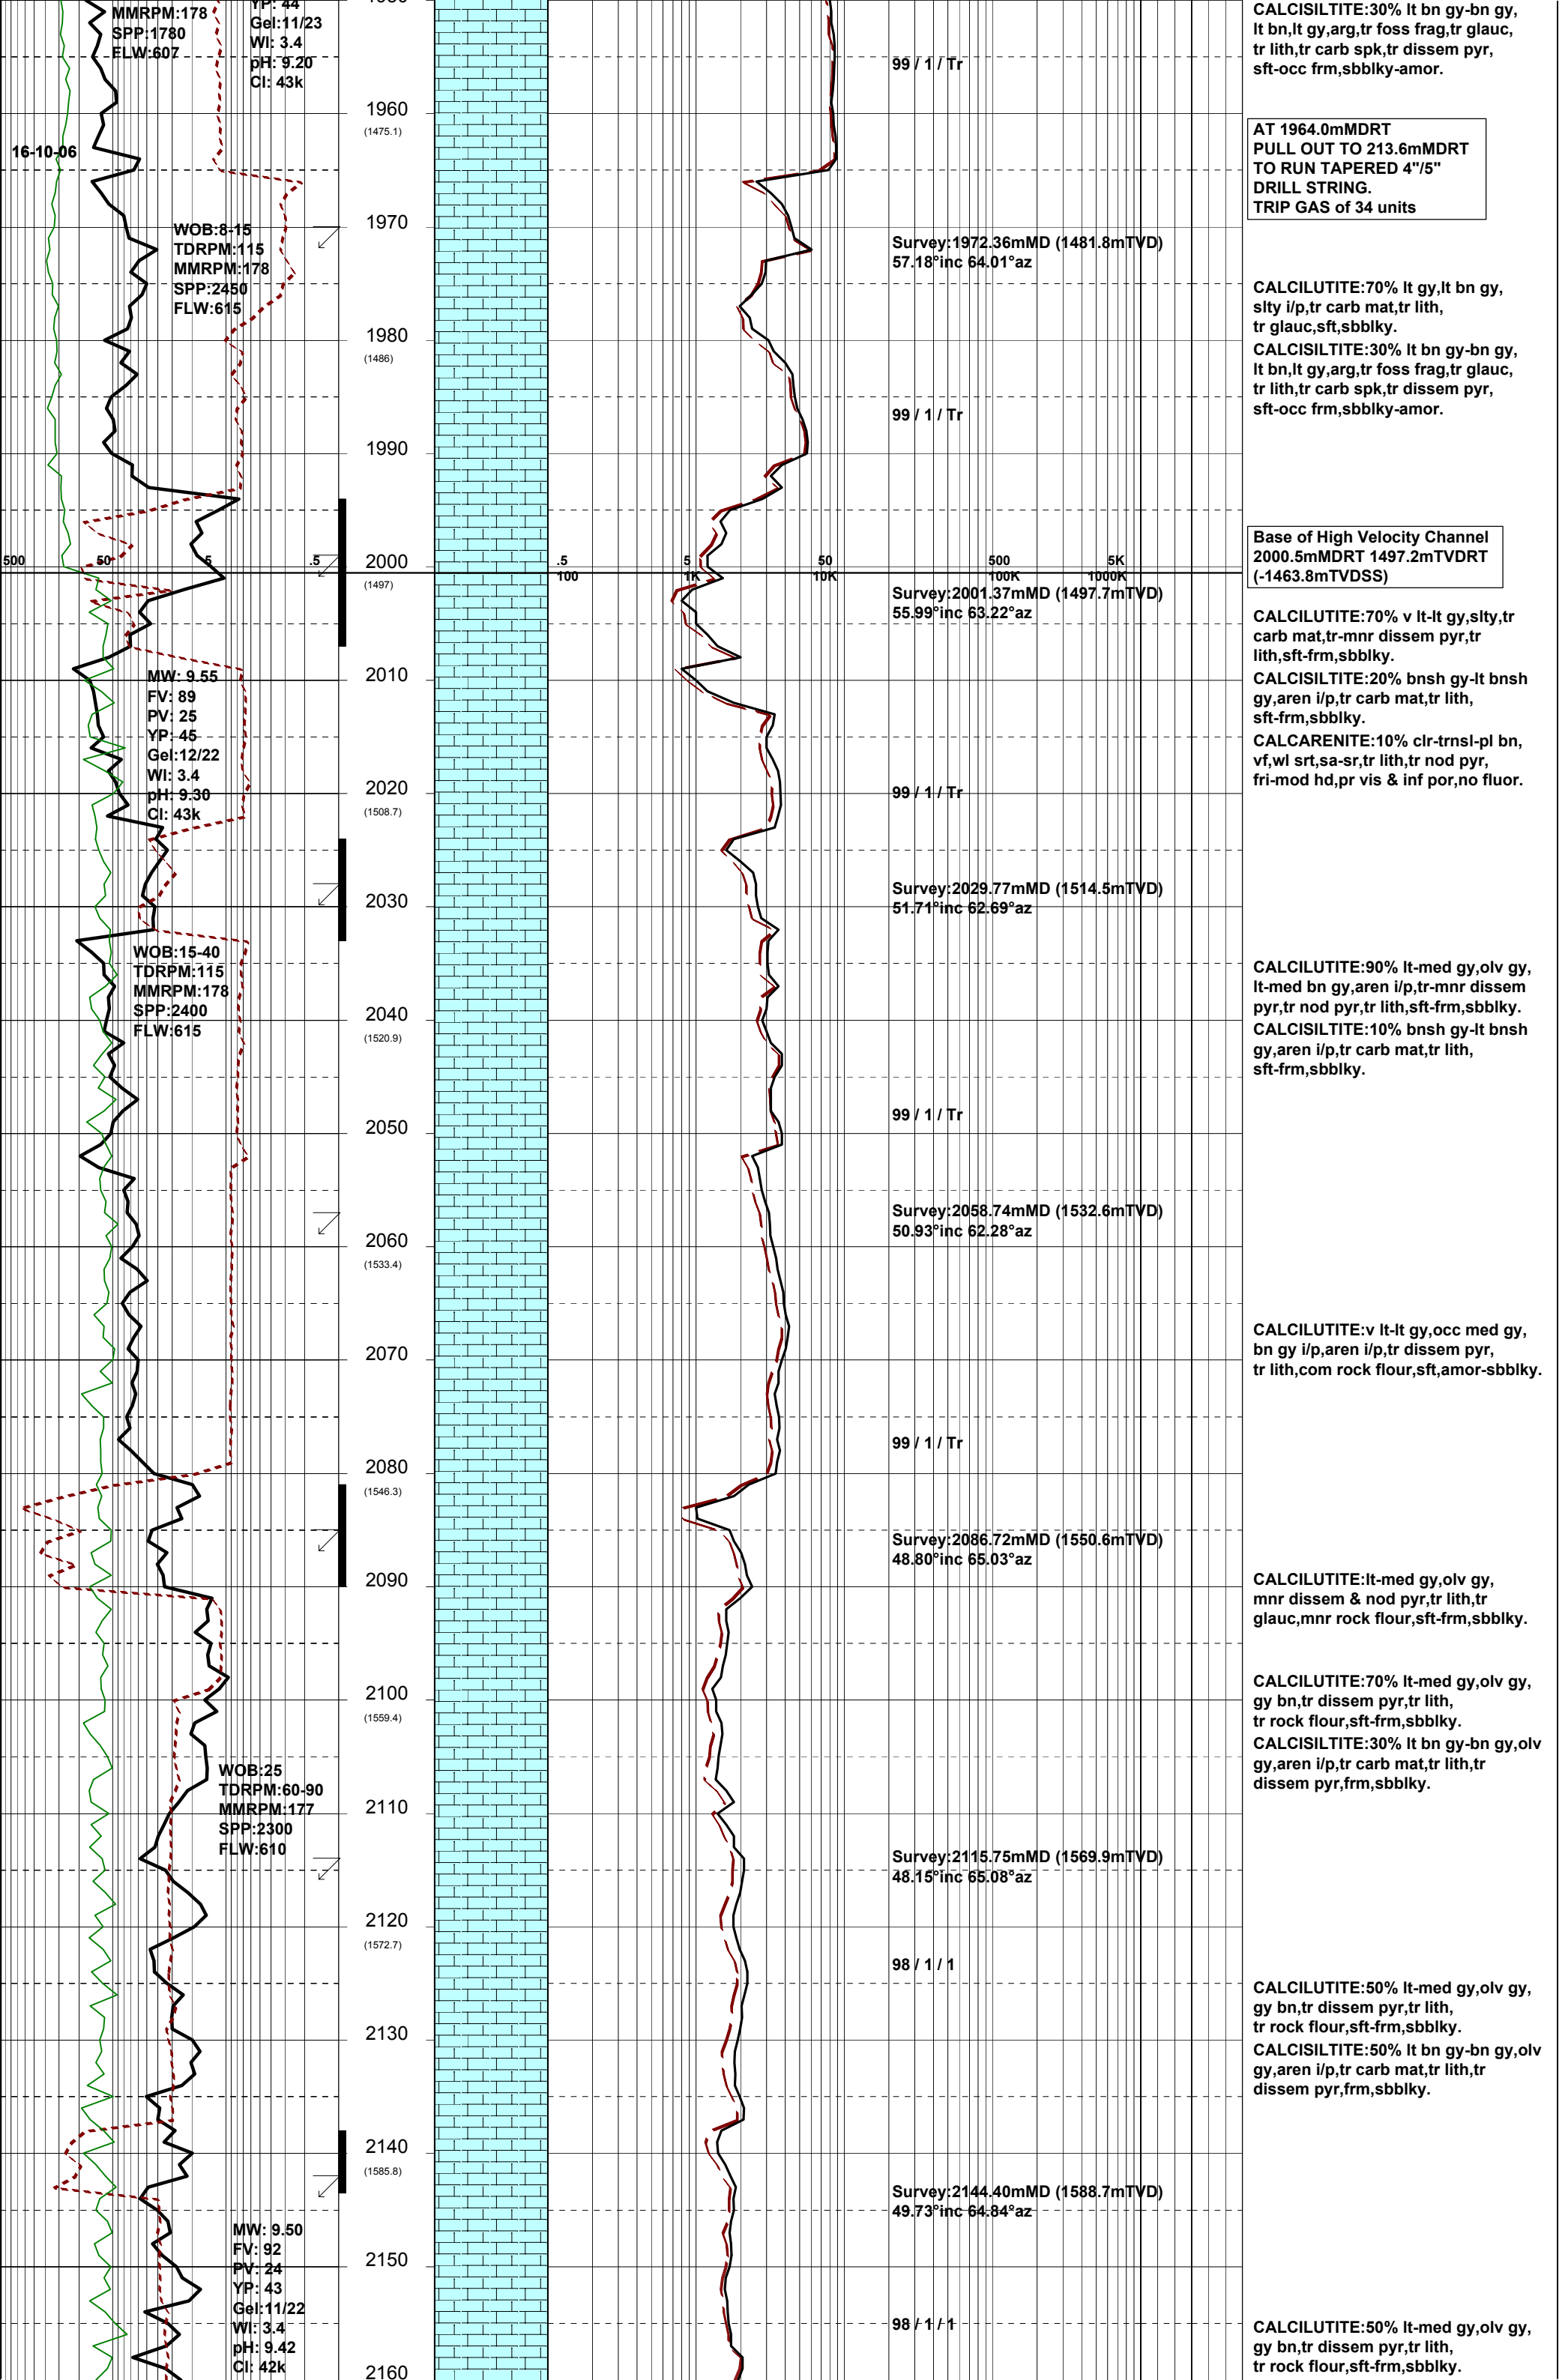 MMRPM:178
SPP:1780
FLW:607
YP: 44
Gel:11/23
Wl: 3.4
pH: 9.20
Cl: 43k
99 / 1 / Tr
CALCISILTITE:30% lt bn gy-bn gy,
lt bn,lt gy,arg,tr foss frag,tr glauc,
tr lith,tr carb spk,tr dissem pyr,
sft-occ frm,sbblky-amor.
1960
(1475.1)
16-10-06
AT 1964.0mMDRT
PULL OUT TO 213.6mMDRT
TO RUN TAPERED 4"/5"
DRILL STRING.
TRIP GAS of 34 units
1970
WOB:8-15
TDRPM:115
MMRPM:178
SPP:2450
FLW:615
Survey:1972.36mMD (1481.8mTVD)
57.18°inc 64.01°az
CALCILUTITE:70% lt gy,lt bn gy,
slty i/p,tr carb mat,tr lith,
tr glauc,sft,sbblky.
1980
(1486)
CALCISILTITE:30% lt bn gy-bn gy,
lt bn,lt gy,arg,tr foss frag,tr glauc,
tr lith,tr carb spk,tr dissem pyr,
sft-occ frm,sbblky-amor.
99 / 1 / Tr
1990
Base of High Velocity Channel
2000.5mMDRT 1497.2mTVDRT
(-1463.8mTVDSS)
500 50 5 .5
2000
(1497)
.5 5 50 500 5K
100 1K 10K 100K 1000K
Survey:2001.37mMD (1497.7mTVD)
55.99°inc 63.22°az
CALCILUTITE:70% v lt-lt gy,slty,tr
carb mat,tr-mnr dissem pyr,tr
lith,sft-frm,sbblky.
CALCISILTITE:20% bnsh gy-lt bnsh
gy,aren i/p,tr carb mat,tr lith,
sft-frm,sbblky.
CALCARENITE:10% clr-trnsl-pl bn,
vf,wl srt,sa-sr,tr lith,tr nod pyr,
fri-mod hd,pr vis & inf por,no fluor.
2010
MW: 9.55
FV: 89
PV: 25
YP: 45
Gel:12/22
Wl: 3.4
pH: 9.30
Cl: 43k
2020
(1508.7)
99 / 1 / Tr
Survey:2029.77mMD (1514.5mTVD)
51.71°inc 62.69°az
2030
WOB:15-40
TDRPM:115
MMRPM:178
SPP:2400
FLW:615
CALCILUTITE:90% lt-med gy,olv gy,
lt-med bn gy,aren i/p,tr-mnr dissem
pyr,tr nod pyr,tr lith,sft-frm,sbblky.
CALCISILTITE:10% bnsh gy-lt bnsh
gy,aren i/p,tr carb mat,tr lith,
sft-frm,sbblky.
2040
(1520.9)
99 / 1 / Tr
2050
Survey:2058.74mMD (1532.6mTVD)
50.93°inc 62.28°az
2060
(1533.4)
CALCILUTITE:v lt-lt gy,occ med gy,
bn gy i/p,aren i/p,tr dissem pyr,
tr lith,com rock flour,sft,amor-sbblky.
2070
99 / 1 / Tr
2080
(1546.3)
Survey:2086.72mMD (1550.6mTVD)
48.80°inc 65.03°az
2090
CALCILUTITE:lt-med gy,olv gy,
mnr dissem & nod pyr,tr lith,tr
glauc,mnr rock flour,sft-frm,sbblky.
CALCILUTITE:70% lt-med gy,olv gy,
gy bn,tr dissem pyr,tr lith,
tr rock flour,sft-frm,sbblky.
2100
(1559.4)
CALCISILTITE:30% lt bn gy-bn gy,olv
gy,aren i/p,tr carb mat,tr lith,tr
dissem pyr,frm,sbblky.
WOB:25
TDRPM:60-90
MMRPM:177
SPP:2300
FLW:610
2110
Survey:2115.75mMD (1569.9mTVD)
48.15°inc 65.08°az
2120
(1572.7)
98 / 1 / 1
CALCILUTITE:50% lt-med gy,olv gy,
gy bn,tr dissem pyr,tr lith,
tr rock flour,sft-frm,sbblky.
2130
CALCISILTITE:50% lt bn gy-bn gy,olv
gy,aren i/p,tr carb mat,tr lith,tr
dissem pyr,frm,sbblky.
2140
(1585.8)
Survey:2144.40mMD (1588.7mTVD)
49.73°inc 64.84°az
MW: 9.50
FV: 92
PV: 24
YP: 43
Gel:11/22
Wl: 3.4
pH: 9.42
Cl: 42k
2150
98 / 1 / 1
CALCILUTITE:50% lt-med gy,olv gy,
gy bn,tr dissem pyr,tr lith,
tr rock flour,sft-frm,sbblky.
2160